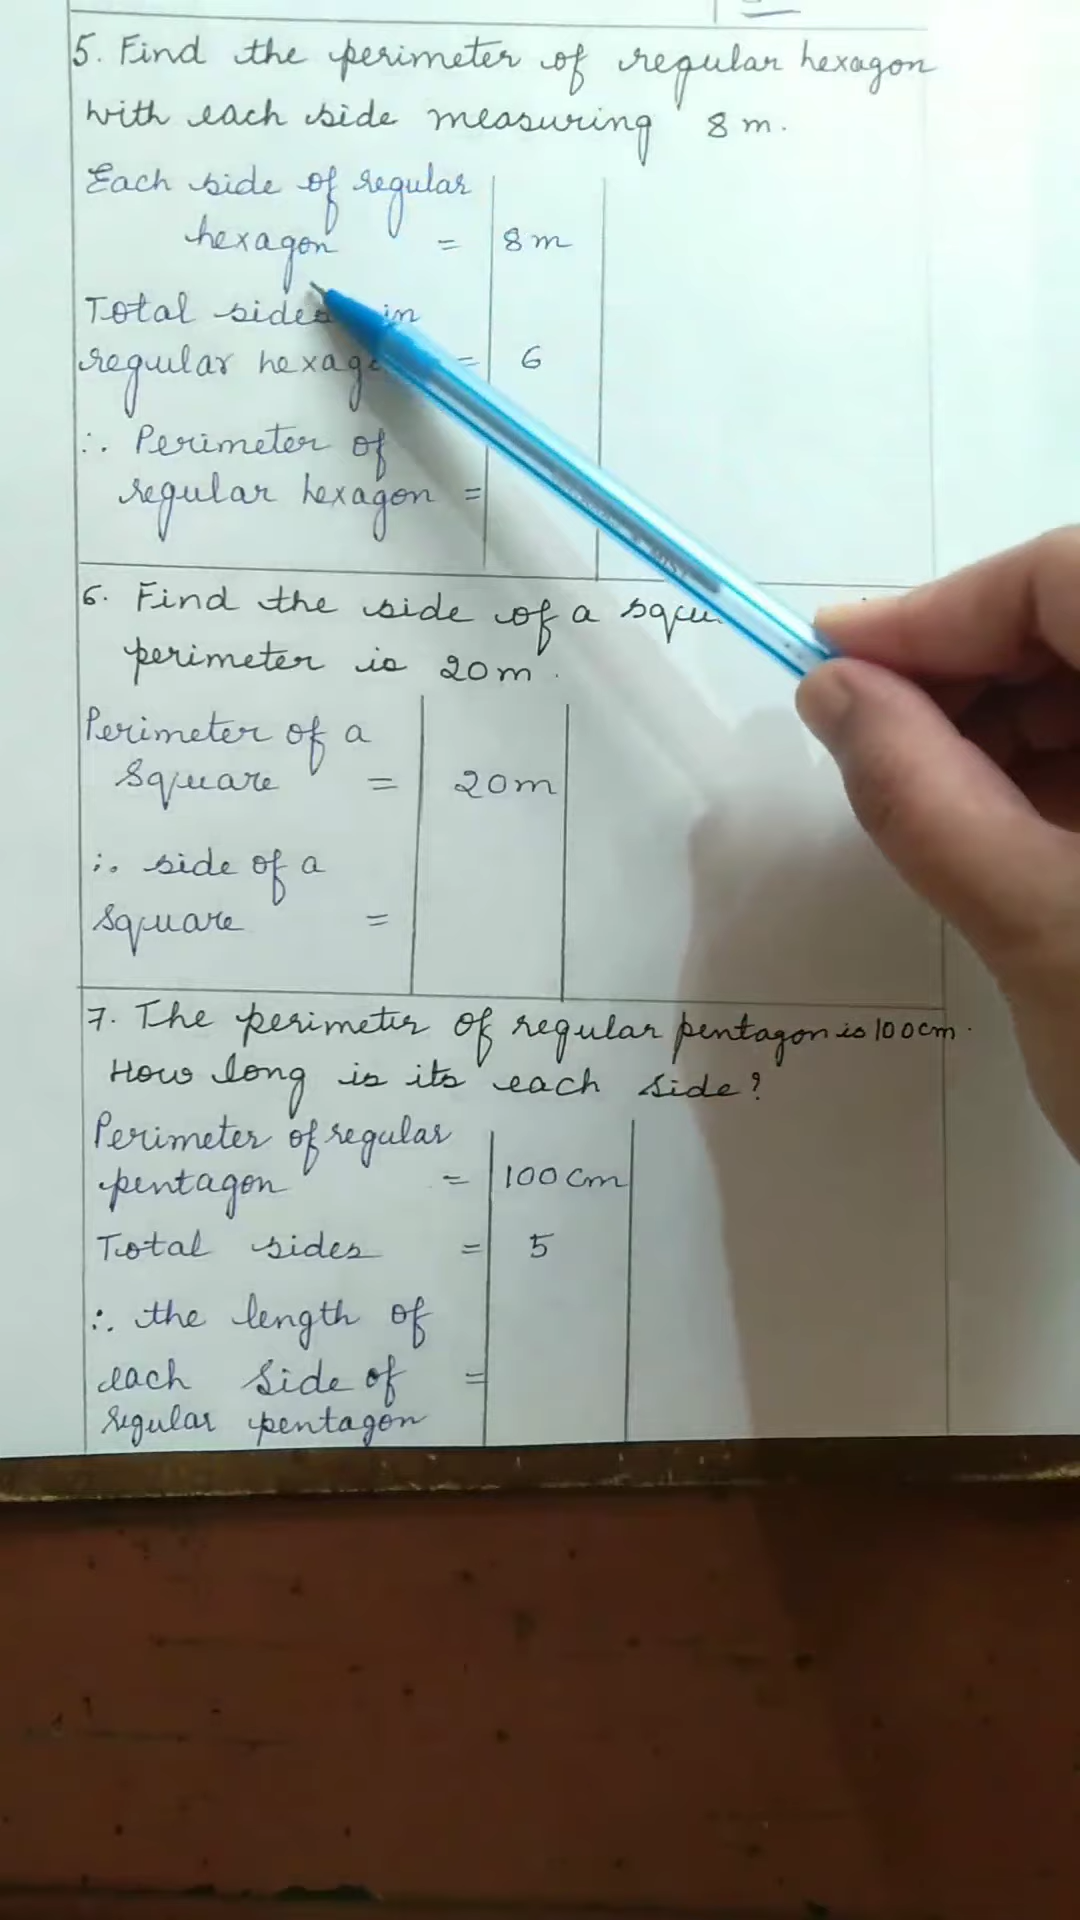 5. Find the perimeter of regular hexagon
with each side measuring 8 m.
Each side of regular
hexagon = 8 m
Total sides in
regular = 6
∴ Perimeter of
regular hexagon =
6. Find the side of a
perimeter is 20 m.
Perimeter of a
square = 20 m
∴ side of a
square =
7. The perimeter of regular pentagon is 100 cm.
How long is its each side?
Perimeter of regular
pentagon = 100 cm
Total sides = 5
∴ the length of
each side of =
regular pentagon